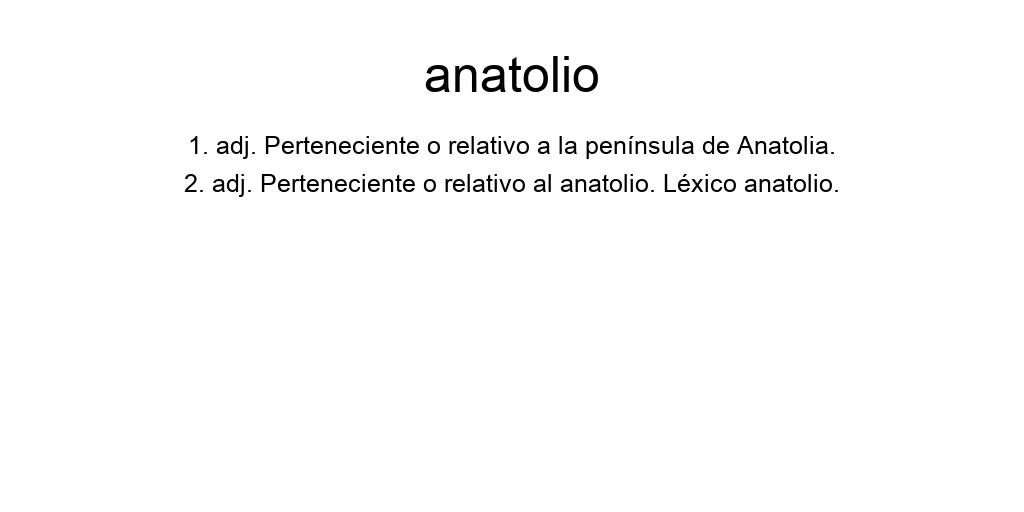 anatolio
1. adj. Perteneciente o relativo a la península de Anatolia.
2. adj. Perteneciente o relativo al anatolio. Léxico anatolio.